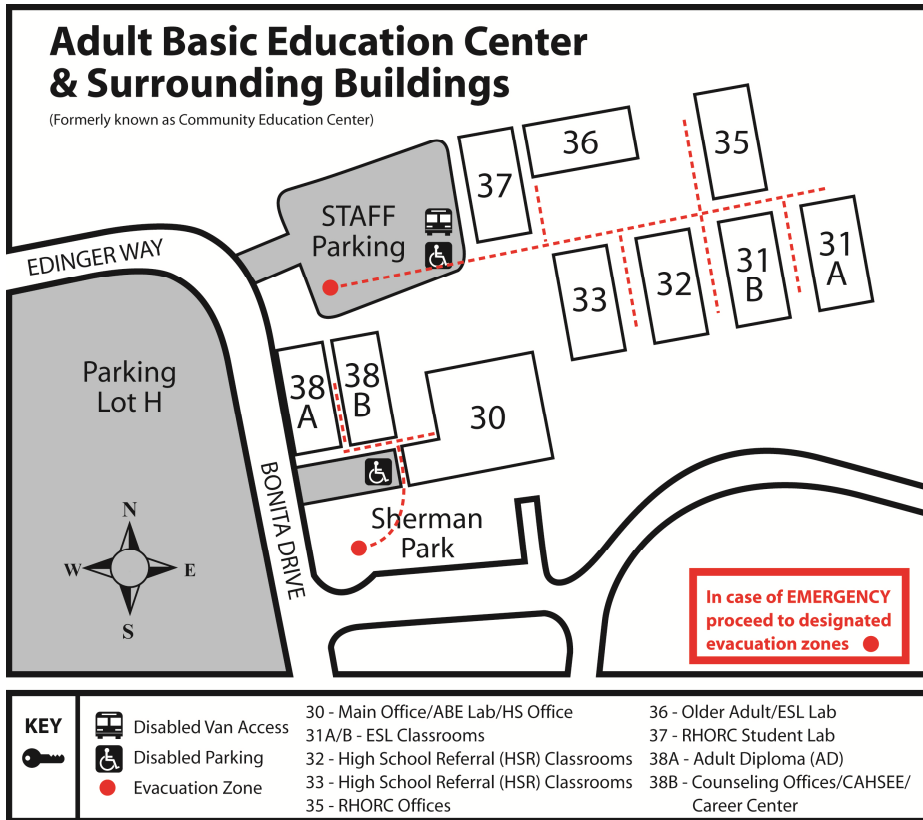 Adult Basic Education Center
& Surrounding Buildings
(Formerly known as Community Education Center)
36
35
37
STAFF
Parking
EDINGER WAY
31
A
31
B
32
33
Parking
Lot H
38
A
38
B
30
BONITA DRIVE
Sherman
Park
N
W
E
S
In case of EMERGENCY
proceed to designated
evacuation zones
KEY
Disabled Van Access
Disabled Parking
Evacuation Zone
30 - Main Office/ABE Lab/HS Office
31A/B - ESL Classrooms
32 - High School Referral (HSR) Classrooms
33 - High School Referral (HSR) Classrooms
35 - RHORC Offices
36 - Older Adult/ESL Lab
37 - RHORC Student Lab
38A - Adult Diploma (AD)
38B - Counseling Offices/CAHSEE/
Career Center